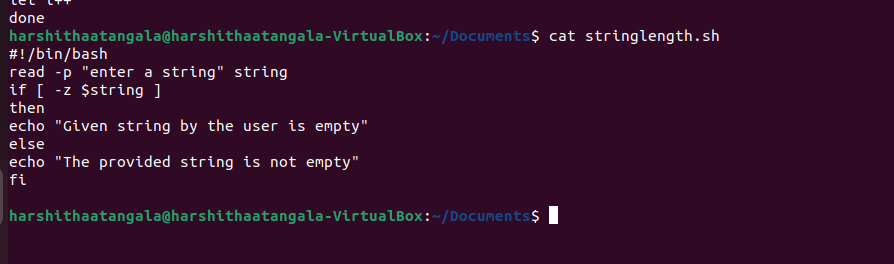 let i++
done
harshithaatangala@harshithaatangala-VirtualBox:~/Documents$ cat stringlength.sh
#!/bin/bash
read -p "enter a string" string
if [ -z $string ]
then
echo "Given string by the user is empty"
else
echo "The provided string is not empty"
fi
harshithaatangala@harshithaatangala-VirtualBox:~/Documents$